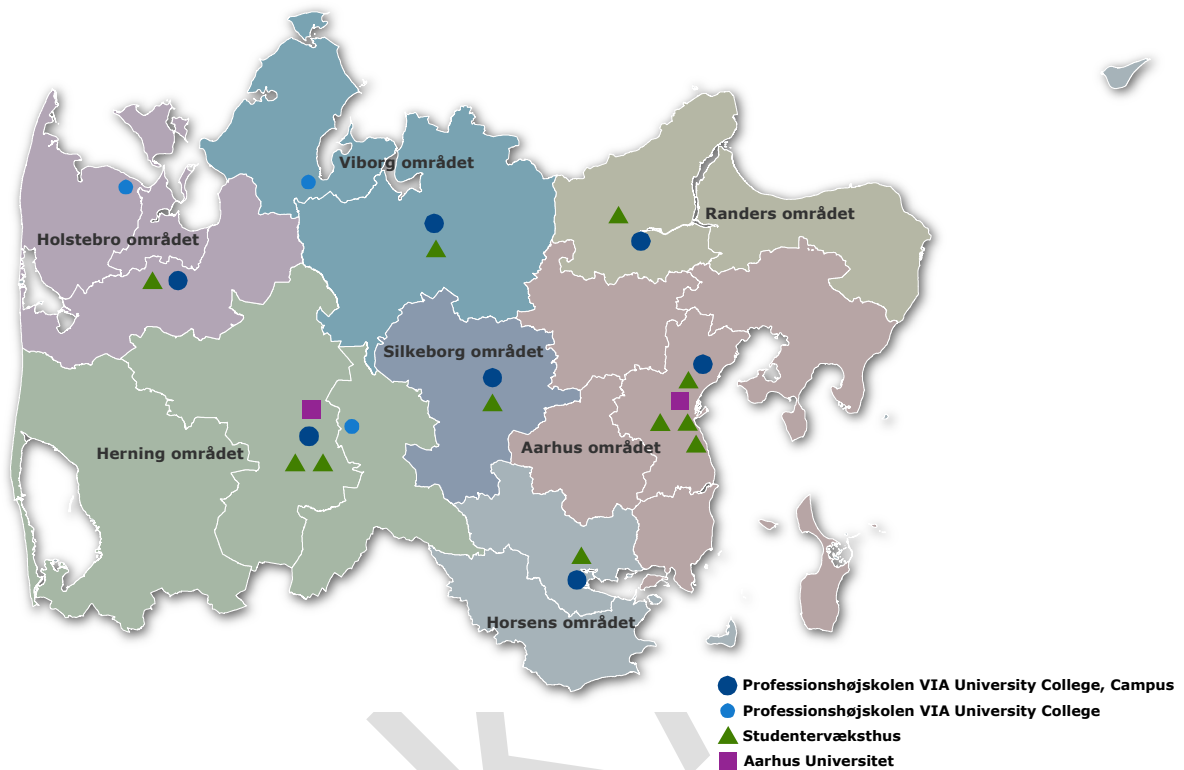 Viborg området
Randers området
Holstebro området
Silkeborg området
Herning området
Aarhus området
Horsens området
Professionshøjskolen VIA University College, Campus
Professionshøjskolen VIA University College
Studentervæksthus
Aarhus Universitet